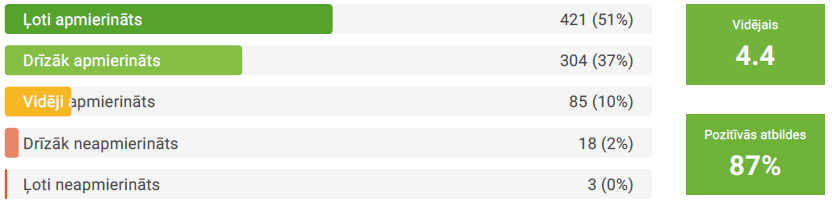 Ļoti apmierināts 421 (51%)
Drīzāk apmierināts 304 (37%)
Vidēji apmierināts 85 (10%)
Drīzāk neapmierināts 18 (2%)
Ļoti neapmierināts 3 (0%)
Vidējais
4.4
Pozitīvās atbildes
87%